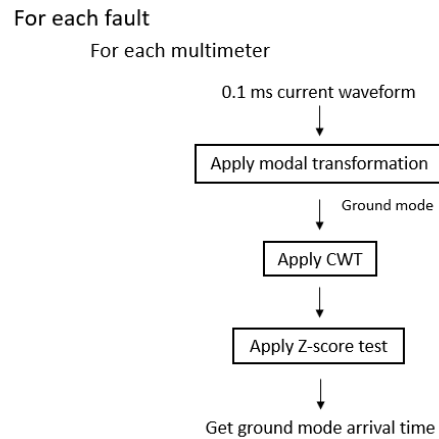 For each fault
For each multimeter
0.1 ms current waveform
Apply modal transformation
Ground mode
Apply CWT
Apply Z-score test
Get ground mode arrival time